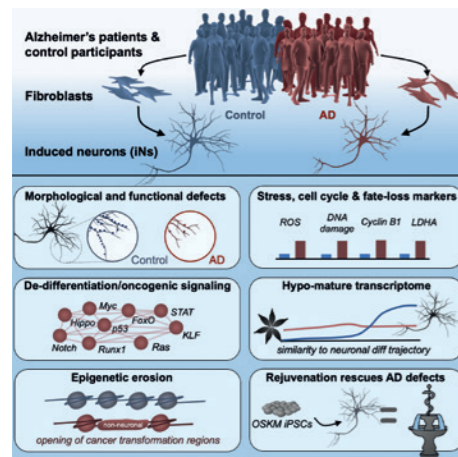 Alzheimer's patients &
control participants
Fibroblasts
Control
AD
Induced neurons (iNs)
Morphological and functional defects
Control
AD
Stress, cell cycle & fate-loss markers
ROS
DNA
damage
Cyclin B1
LDHA
De-differentiation/oncogenic signaling
Myc
STAT
Hippo
FoxO
p53
KLF
Notch
Runx1
Ras
Hypo-mature transcriptome
similarity to neuronal diff trajectory
Epigenetic erosion
non-neuronal
opening of cancer transformation regions
Rejuvenation rescues AD defects
OSKM iPSCs